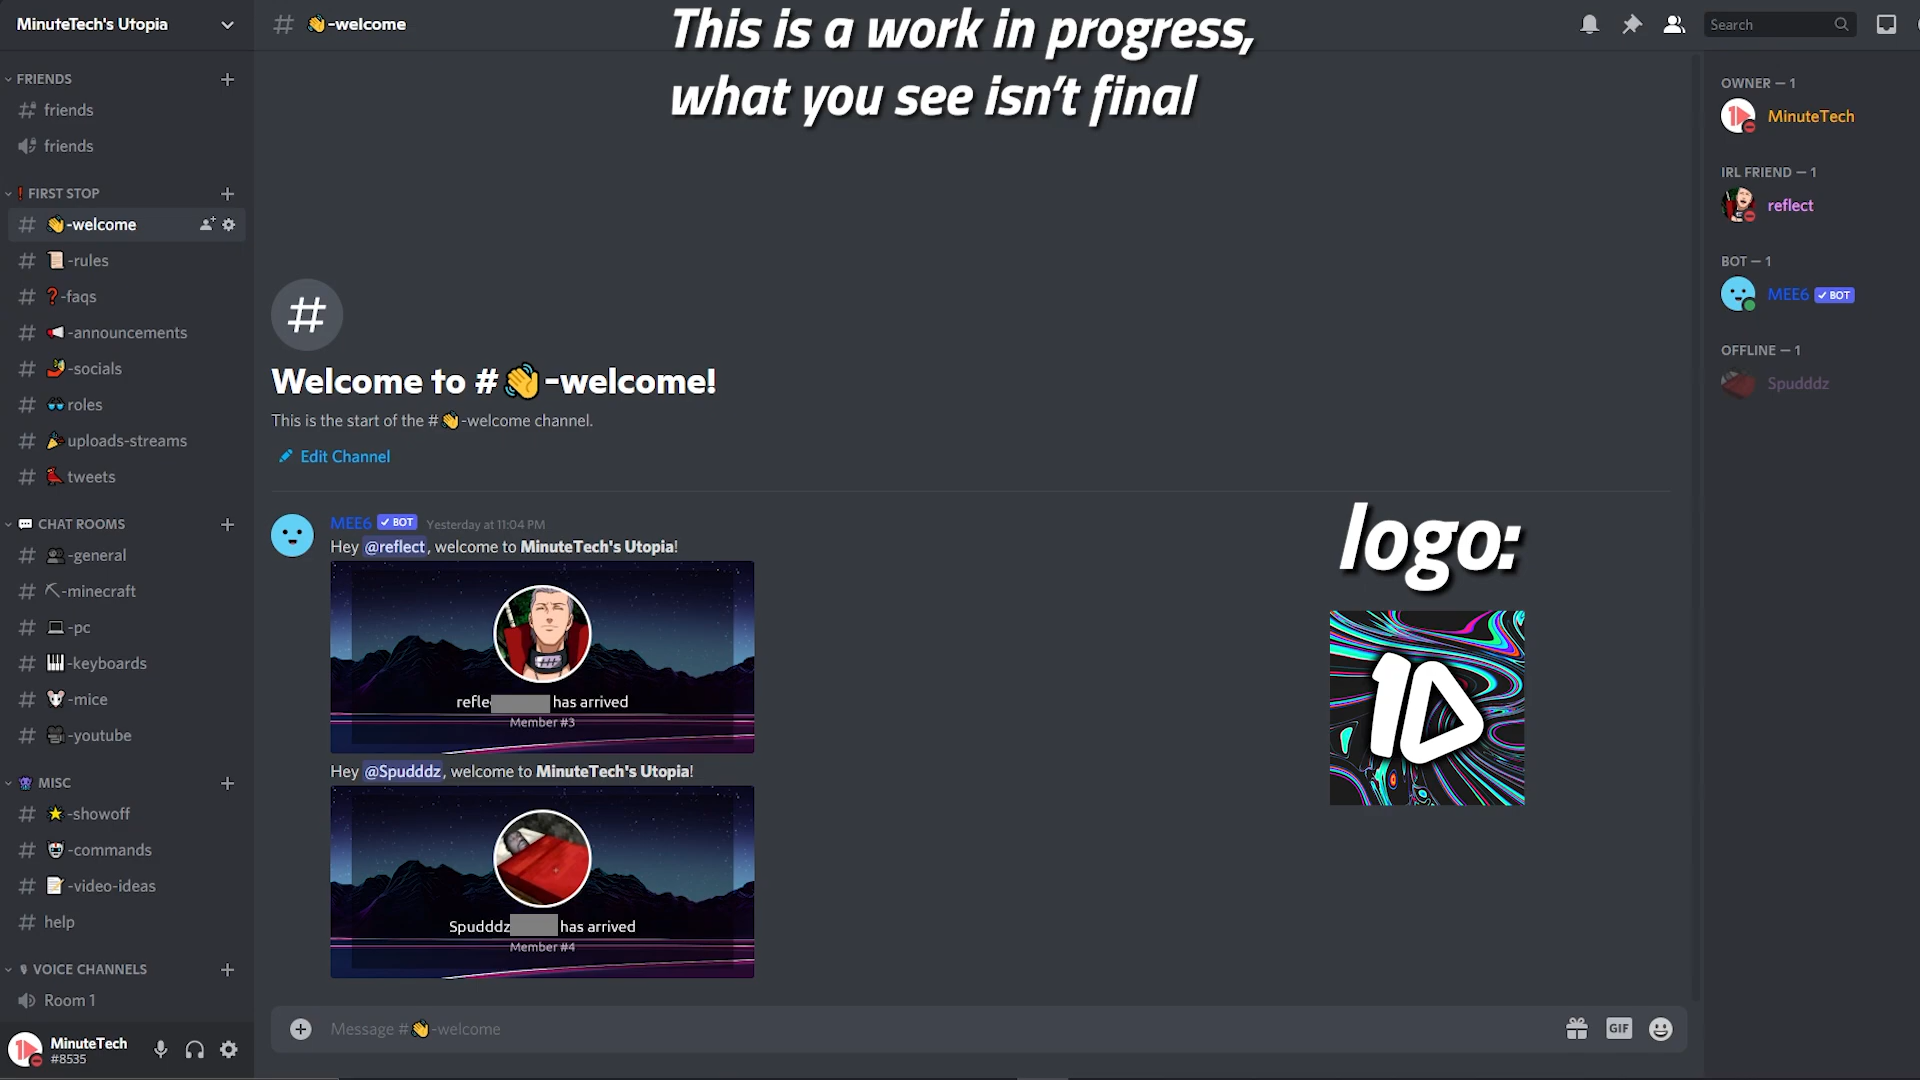 MinuteTech's Utopia
FRIENDS
friends
friends
FIRST STOP
-welcome
-rules
-faqs
-announcements
-socials
roles
uploads-streams
tweets
CHAT ROOMS
-general
-minecraft
-pc
-keyboards
-mice
-youtube
MISC
-showoff
-commands
-video-ideas
help
VOICE CHANNELS
Room 1
MinuteTech
#8535
# 👋-welcome
This is a work in progress,
what you see isn't final
Search
Welcome to #👋-welcome!
This is the start of the #👋-welcome channel.
Edit Channel
MEE6 ✓ BOT Yesterday at 11:04 PM
Hey @reflect, welcome to MinuteTech's Utopia!
refle has arrived
Member #3
Hey @Spudddz, welcome to MinuteTech's Utopia!
Spudddz has arrived
Member #4
logo:
Message #👋-welcome
GIF
OWNER — 1
MinuteTech
IRL FRIEND — 1
reflect
BOT — 1
MEE6 ✓ BOT
OFFLINE — 1
Spudddz